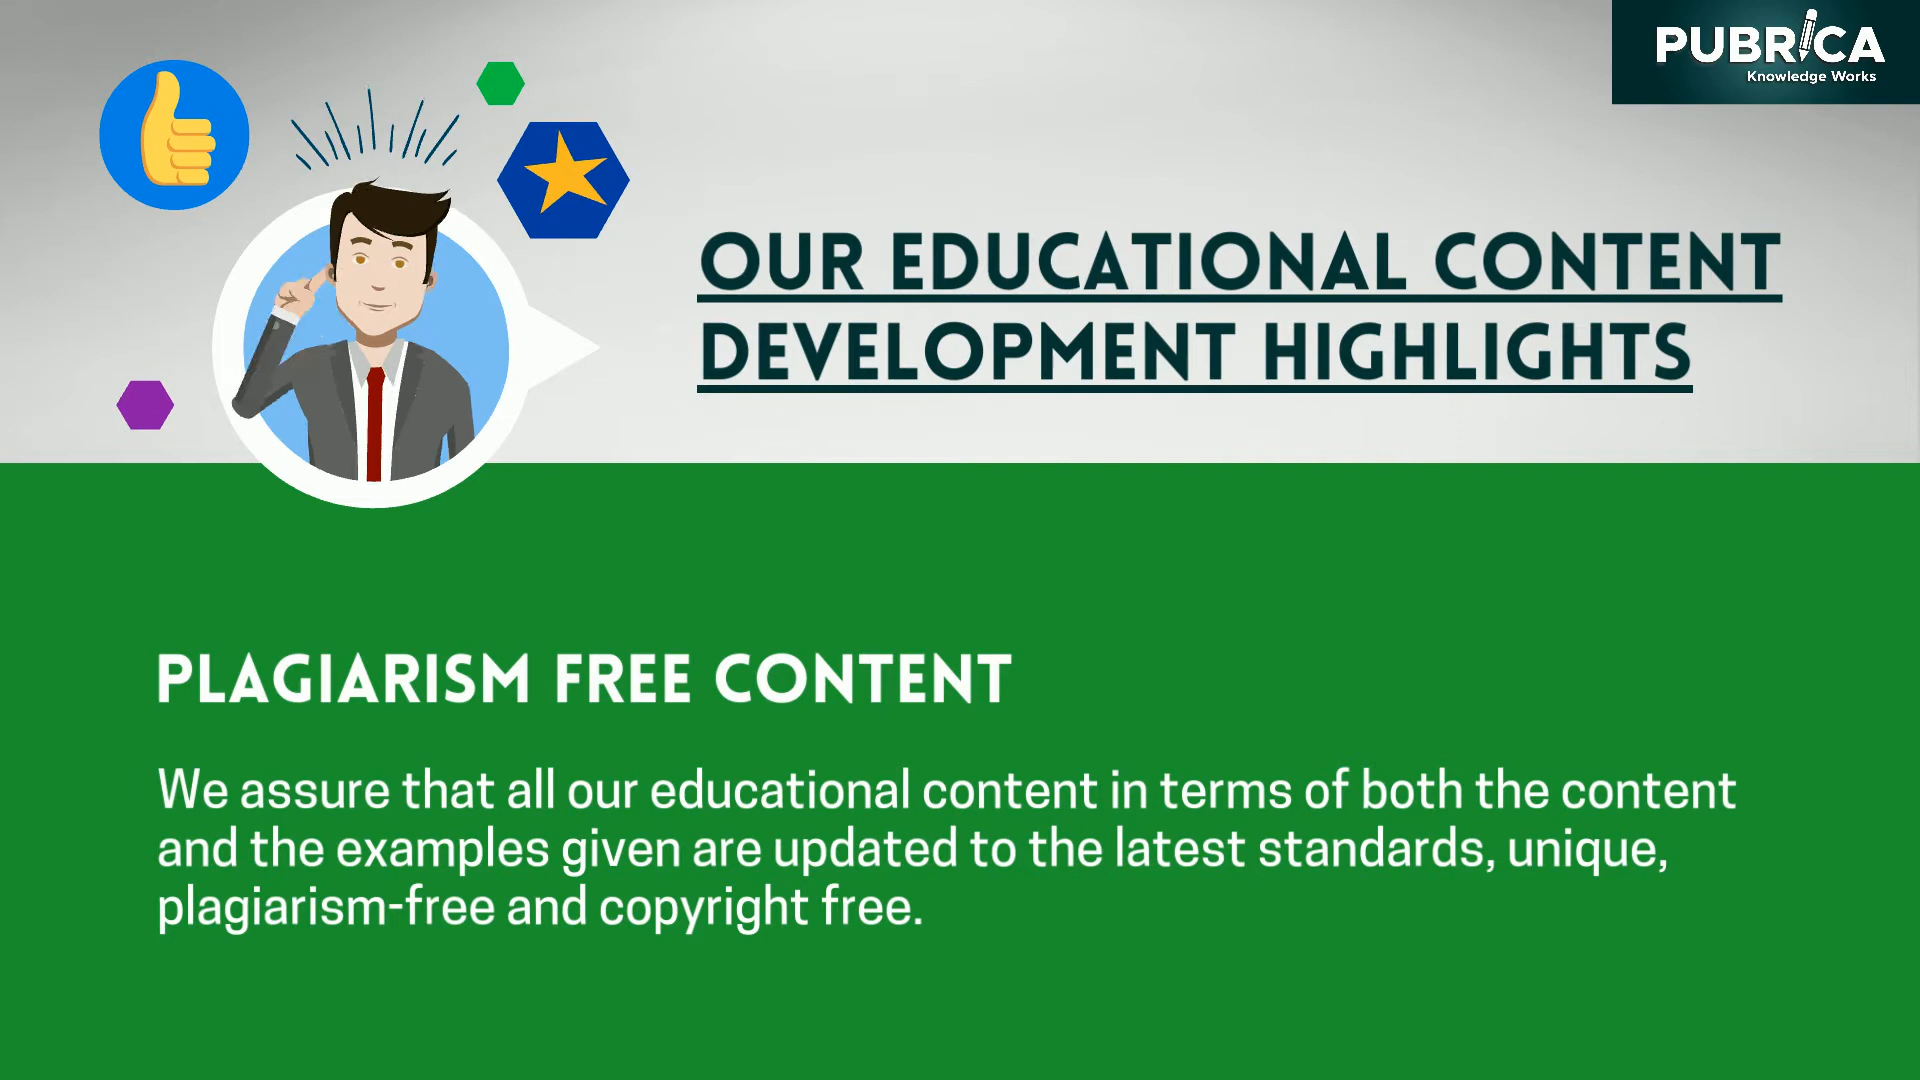 PUBRICA
Knowledge Works
OUR EDUCATIONAL CONTENT
DEVELOPMENT HIGHLIGHTS
PLAGIARISM FREE CONTENT
We assure that all our educational content in terms of both the content
and the examples given are updated to the latest standards, unique,
plagiarism-free and copyright free.